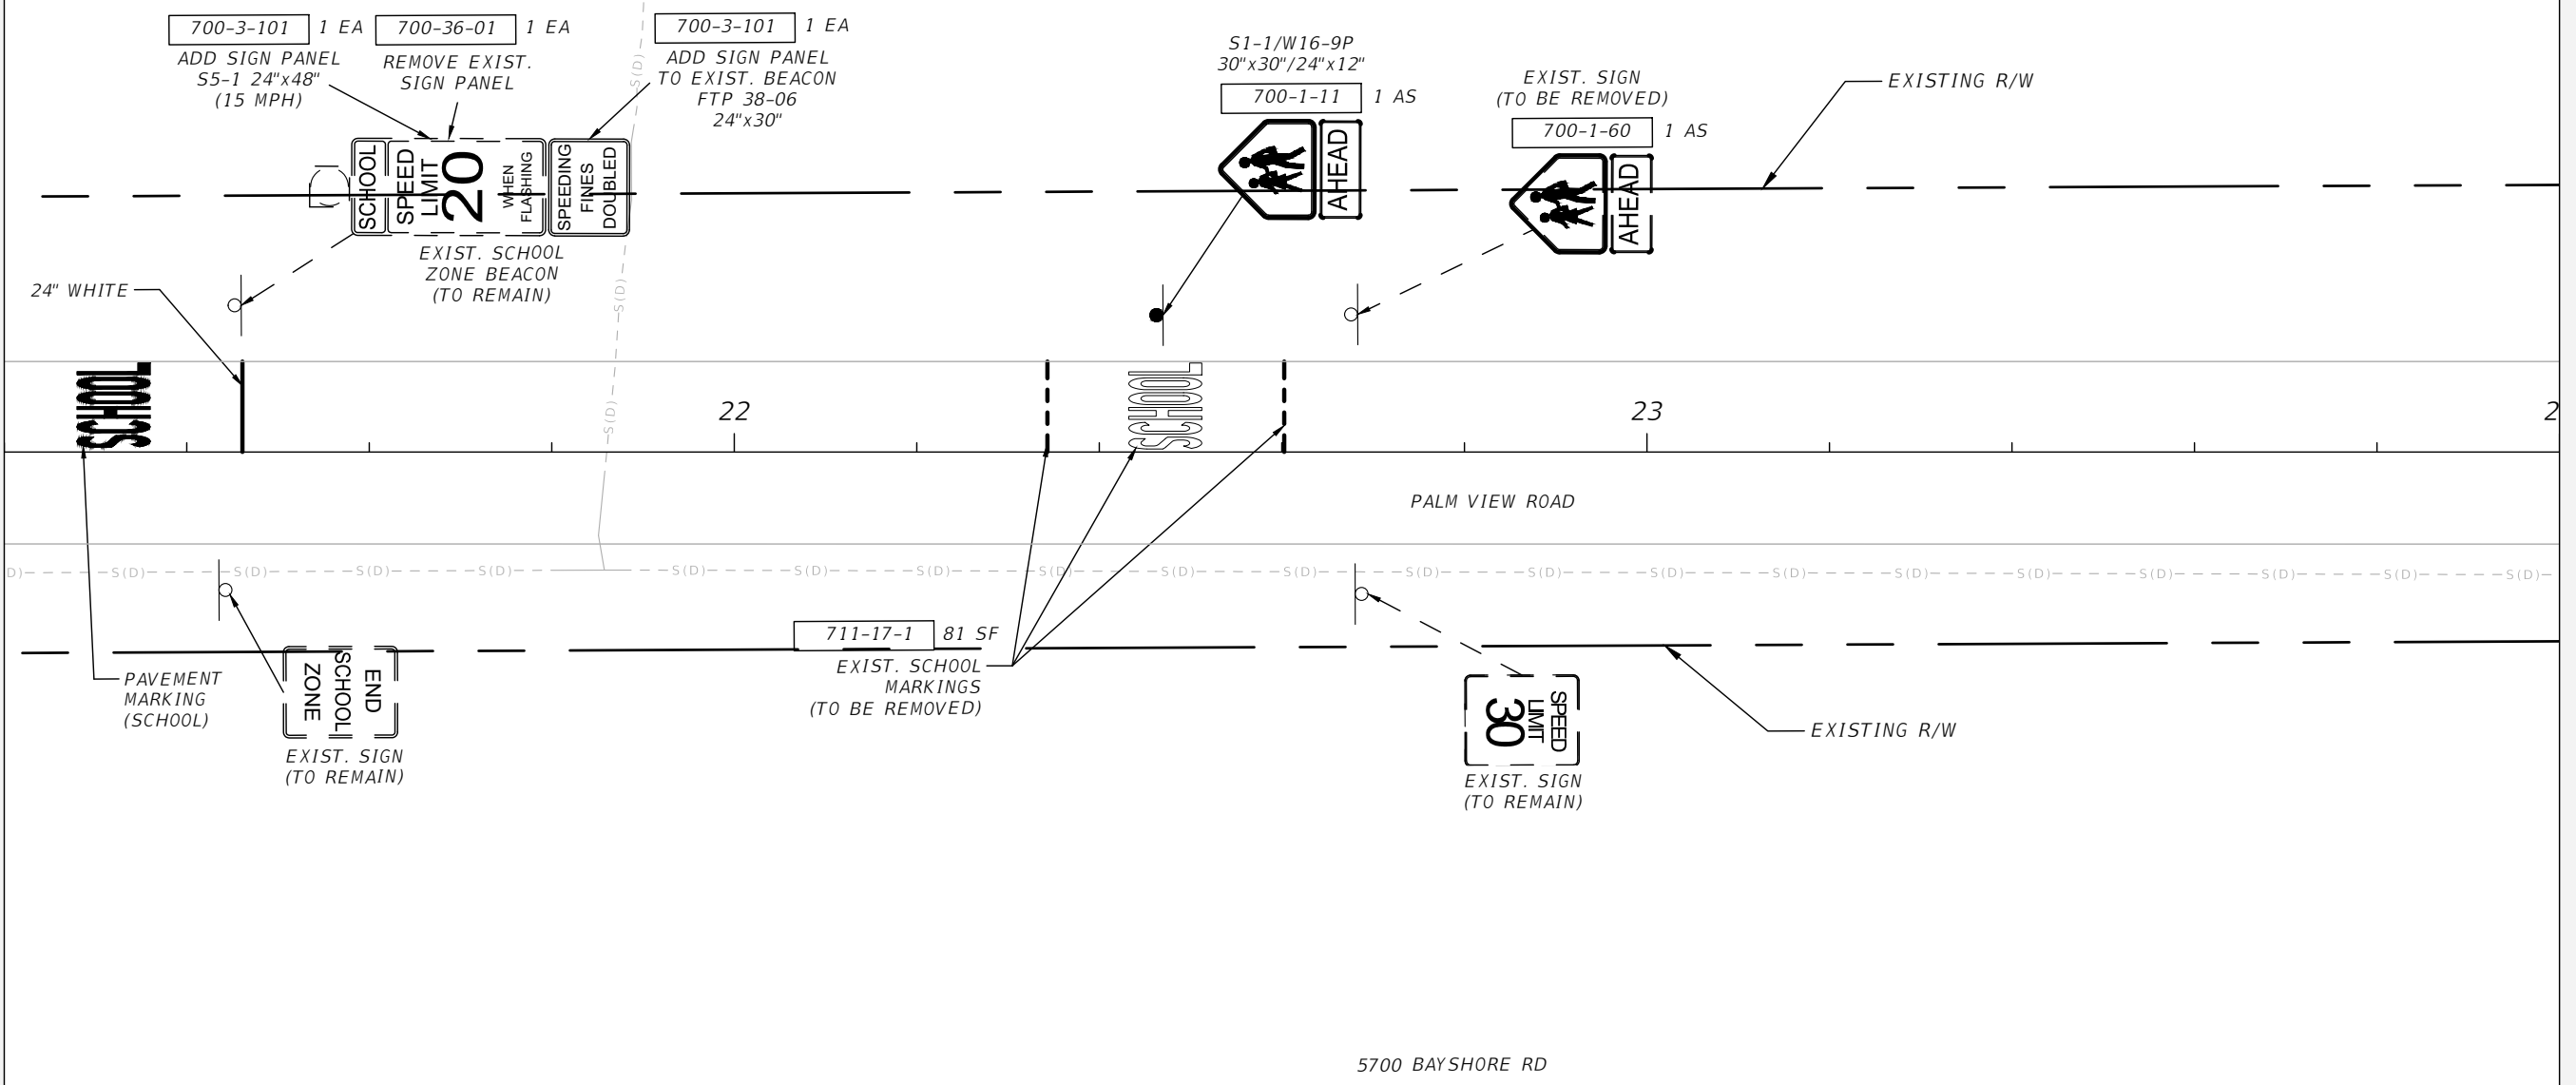 700-3-101 1 EA
ADD SIGN PANEL
S5-1 24"x48"
(15 MPH)
700-36-01 1 EA
REMOVE EXIST.
SIGN PANEL
700-3-101 1 EA
ADD SIGN PANEL
TO EXIST. BEACON
FTP 38-06
24"x30"
S1-1/W16-9P
30"x30"/24"x12"
700-1-11 1 AS
EXIST. SIGN
(TO BE REMOVED)
700-1-60 1 AS
EXISTING R/W
SCHOOL
SPEED
LIMIT
20
WHEN
FLASHING
SPEEDING
FINES
DOUBLED
AHEAD
AHEAD
EXIST. SCHOOL
ZONE BEACON
(TO REMAIN)
24" WHITE
S(D)
S(D)
S(D)
SCHOOL
22
SCHOOL
23
2
PALM VIEW ROAD
D) S(D) S(D) S(D) S(D) S(D) S(D) S(D) S(D) S(D) S(D) S(D) S(D) S(D) S(D) S(D) S(D) S(D) S(D) S(D) S(D)
711-17-1 81 SF
EXIST. SCHOOL
MARKINGS
(TO BE REMOVED)
PAVEMENT
MARKING
(SCHOOL)
END
SCHOOL
ZONE
EXIST. SIGN
(TO REMAIN)
SPEED
LIMIT
30
EXIST. SIGN
(TO REMAIN)
EXISTING R/W
5700 BAYSHORE RD